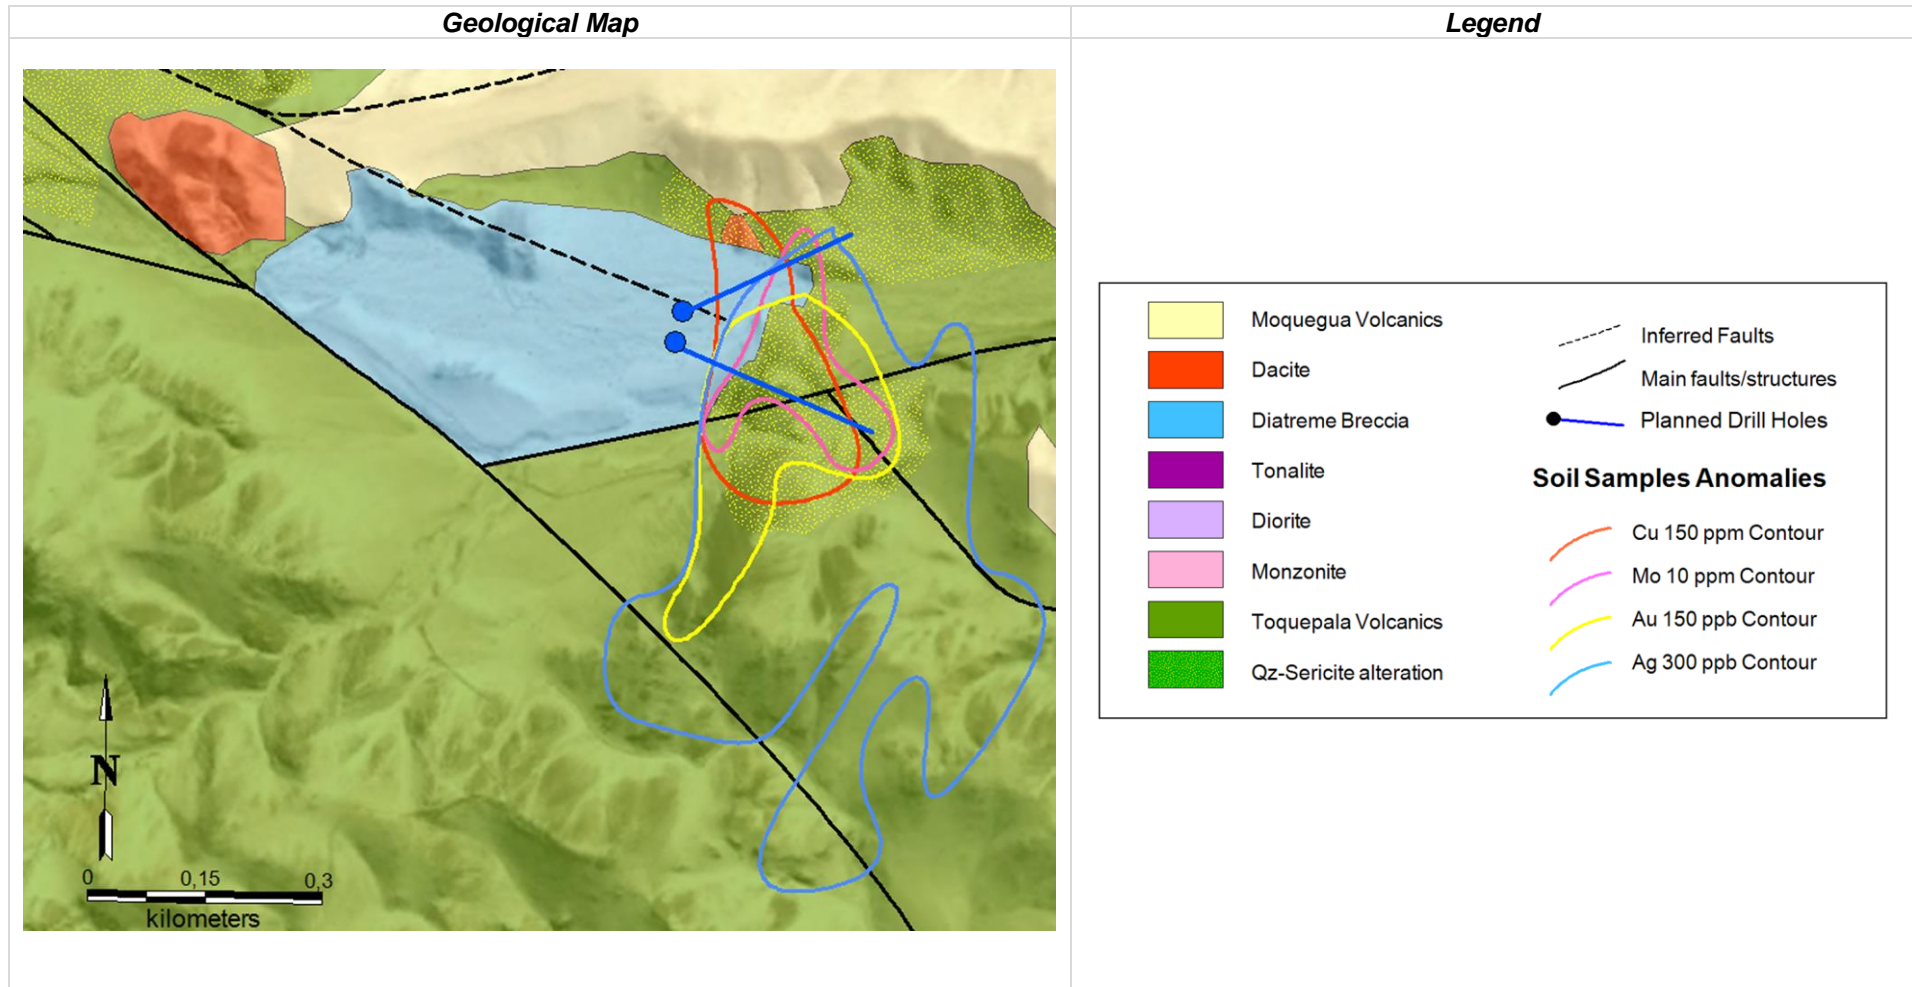 Geological Map
Legend
N
0 0,15 0,3
kilometers
Moquegua Volcanics
Dacite
Diatreme Breccia
Tonalite
Diorite
Monzonite
Toquepala Volcanics
Qz-Sericite alteration
Inferred Faults
Main faults/structures
Planned Drill Holes
Soil Samples Anomalies
Cu 150 ppm Contour
Mo 10 ppm Contour
Au 150 ppb Contour
Ag 300 ppb Contour